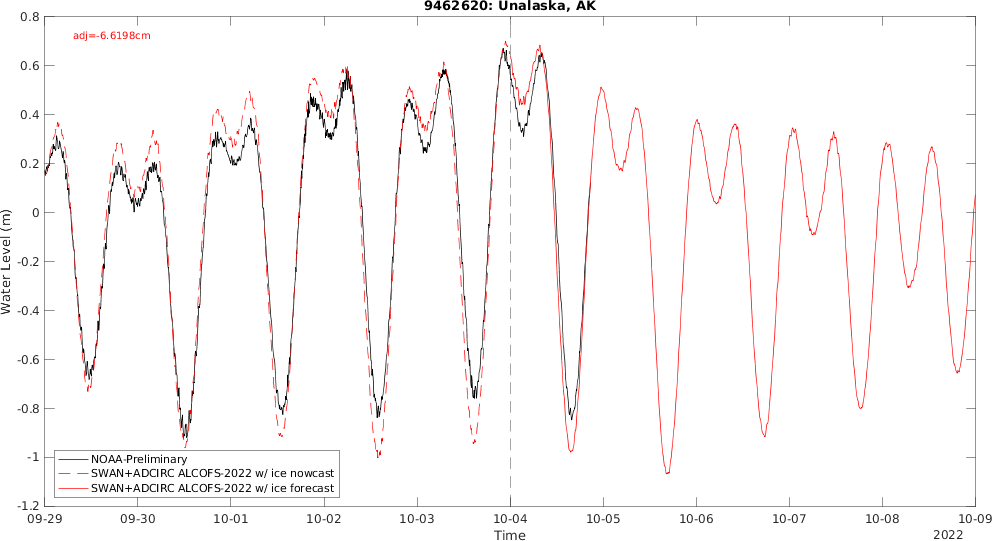 9462620: Unalaska, AK
adj=-6.6198cm
Water Level (m)
0.8
0.6
0.4
0.2
0
-0.2
-0.4
-0.6
-0.8
-1
-1.2
NOAA-Preliminary
SWAN+ADCIRC ALCOFS-2022 w/ ice nowcast
SWAN+ADCIRC ALCOFS-2022 w/ ice forecast
09-29 09-30 10-01 10-02 10-03 10-04 10-05 10-06 10-07 10-08 10-09
Time
2022